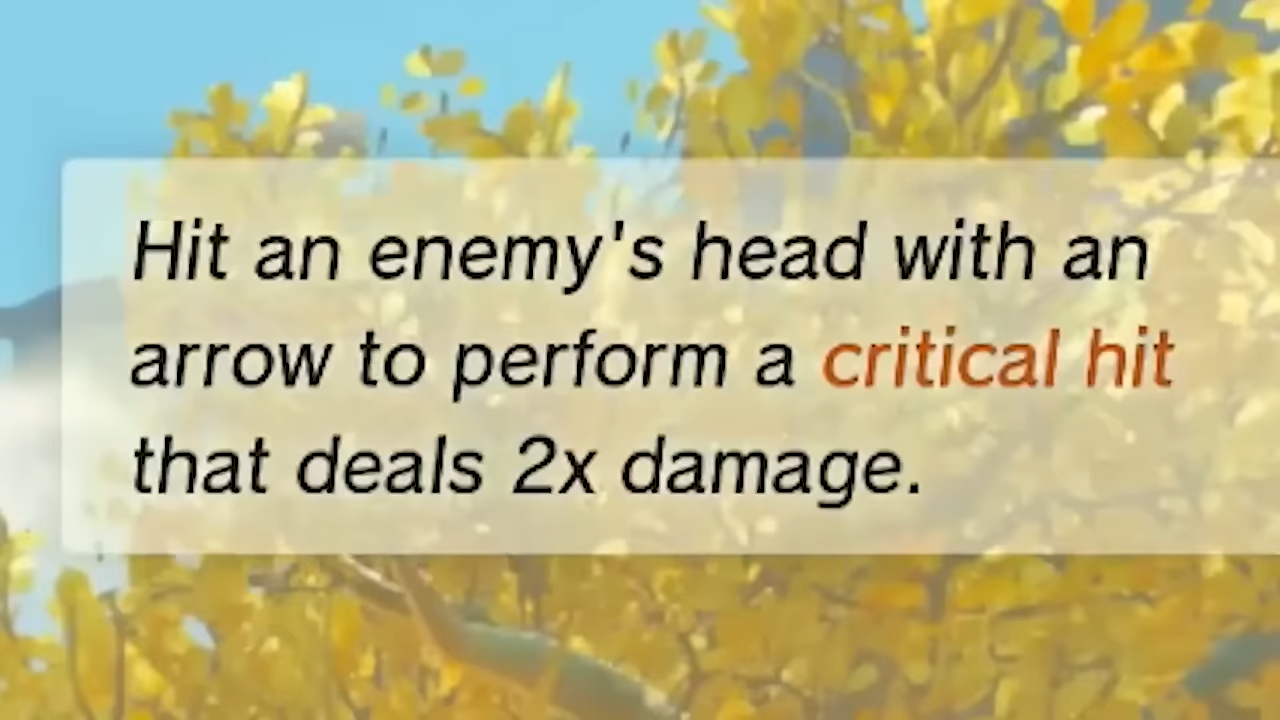 Hit an enemy's head with an
arrow to perform a critical hit
that deals 2x damage.